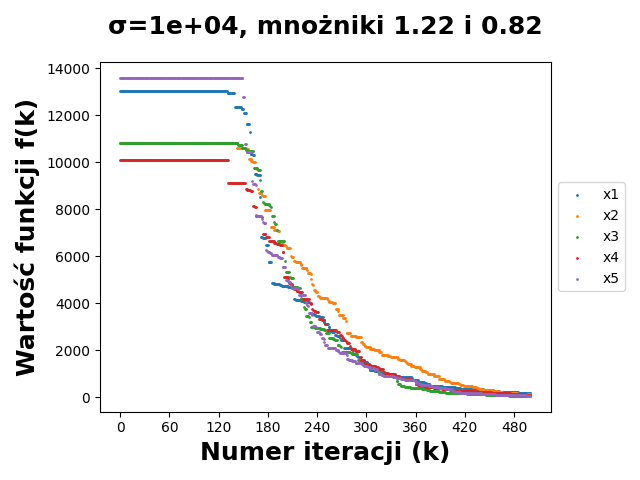 σ=1e+04, mnożniki 1.22 i 0.82
Wartość funkcji f(k)
14000
12000
10000
8000
6000
4000
2000
0
0 60 120 180 240 300 360 420 480
Numer iteracji (k)
x1
x2
x3
x4
x5